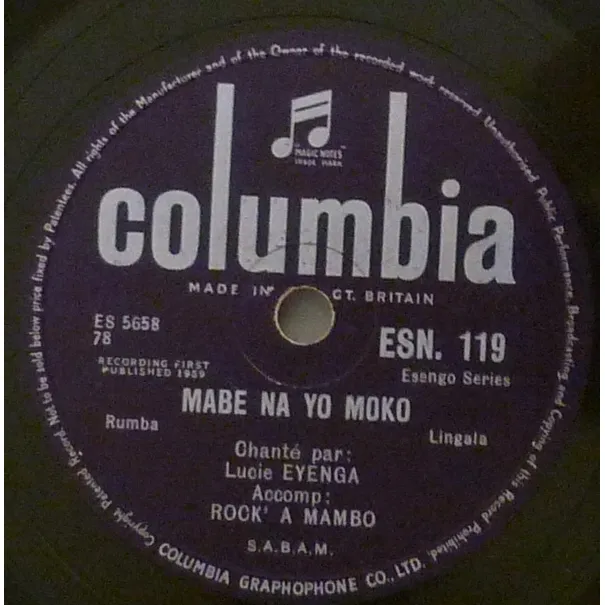 "MAGIC NOTES"
TRADE MARK
columbia
MADE IN GT. BRITAIN
ES 5658
78
ESN. 119
RECORDING FIRST
PUBLISHED 1959
Esengo Series
MABE NA YO MOKO
Rumba
Lingala
Chanté par:
Lucie EYENGA
Accomp:
ROCK' A MAMBO
S.A.B.A.M.
COLUMBIA GRAPHOPHONE CO., LTD.
Copyright Patented Record Not to be sold below price fixed by Patentees. All rights of the Manufacturer and of the Owner of the recorded work reserved. Unauthorised Public Performance, Broadcasting and Copying of this Record Prohibited.